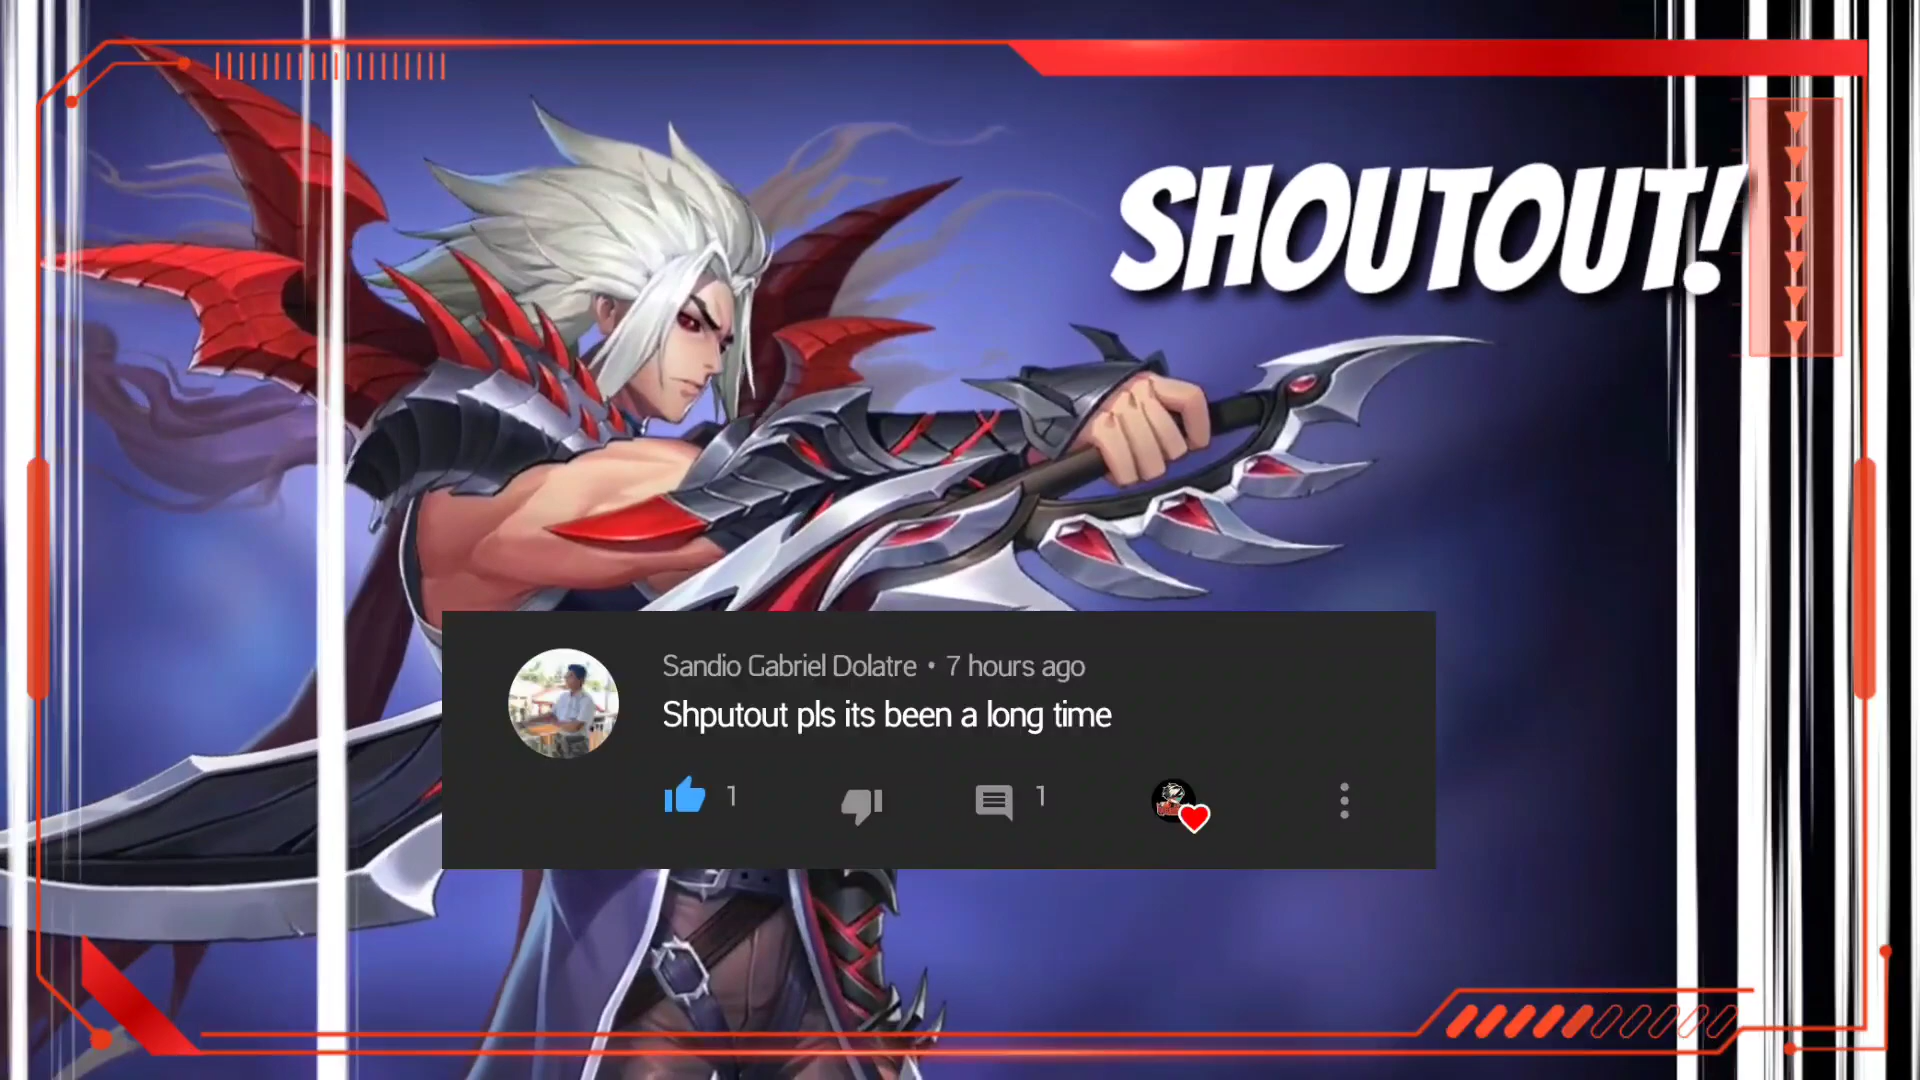 SHOUTOUT!
Sandio Gabriel Dolatre • 7 hours ago
Shputout pls its been a long time
1
1